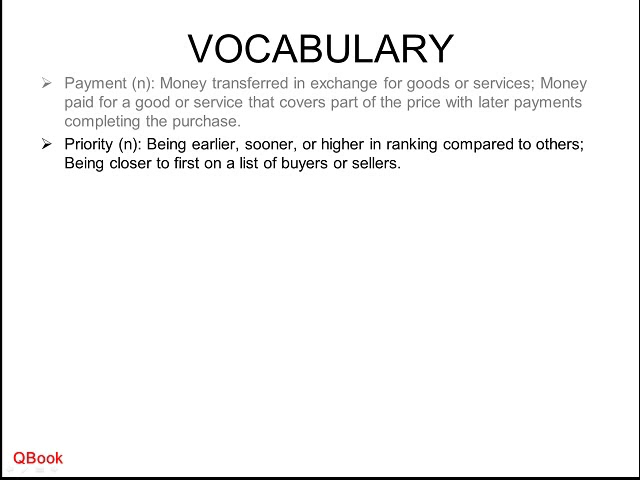 VOCABULARY
➢ Payment (n): Money transferred in exchange for goods or services; Money
paid for a good or service that covers part of the price with later payments
completing the purchase.
➢ Priority (n): Being earlier, sooner, or higher in ranking compared to others;
Being closer to first on a list of buyers or sellers.
QBook